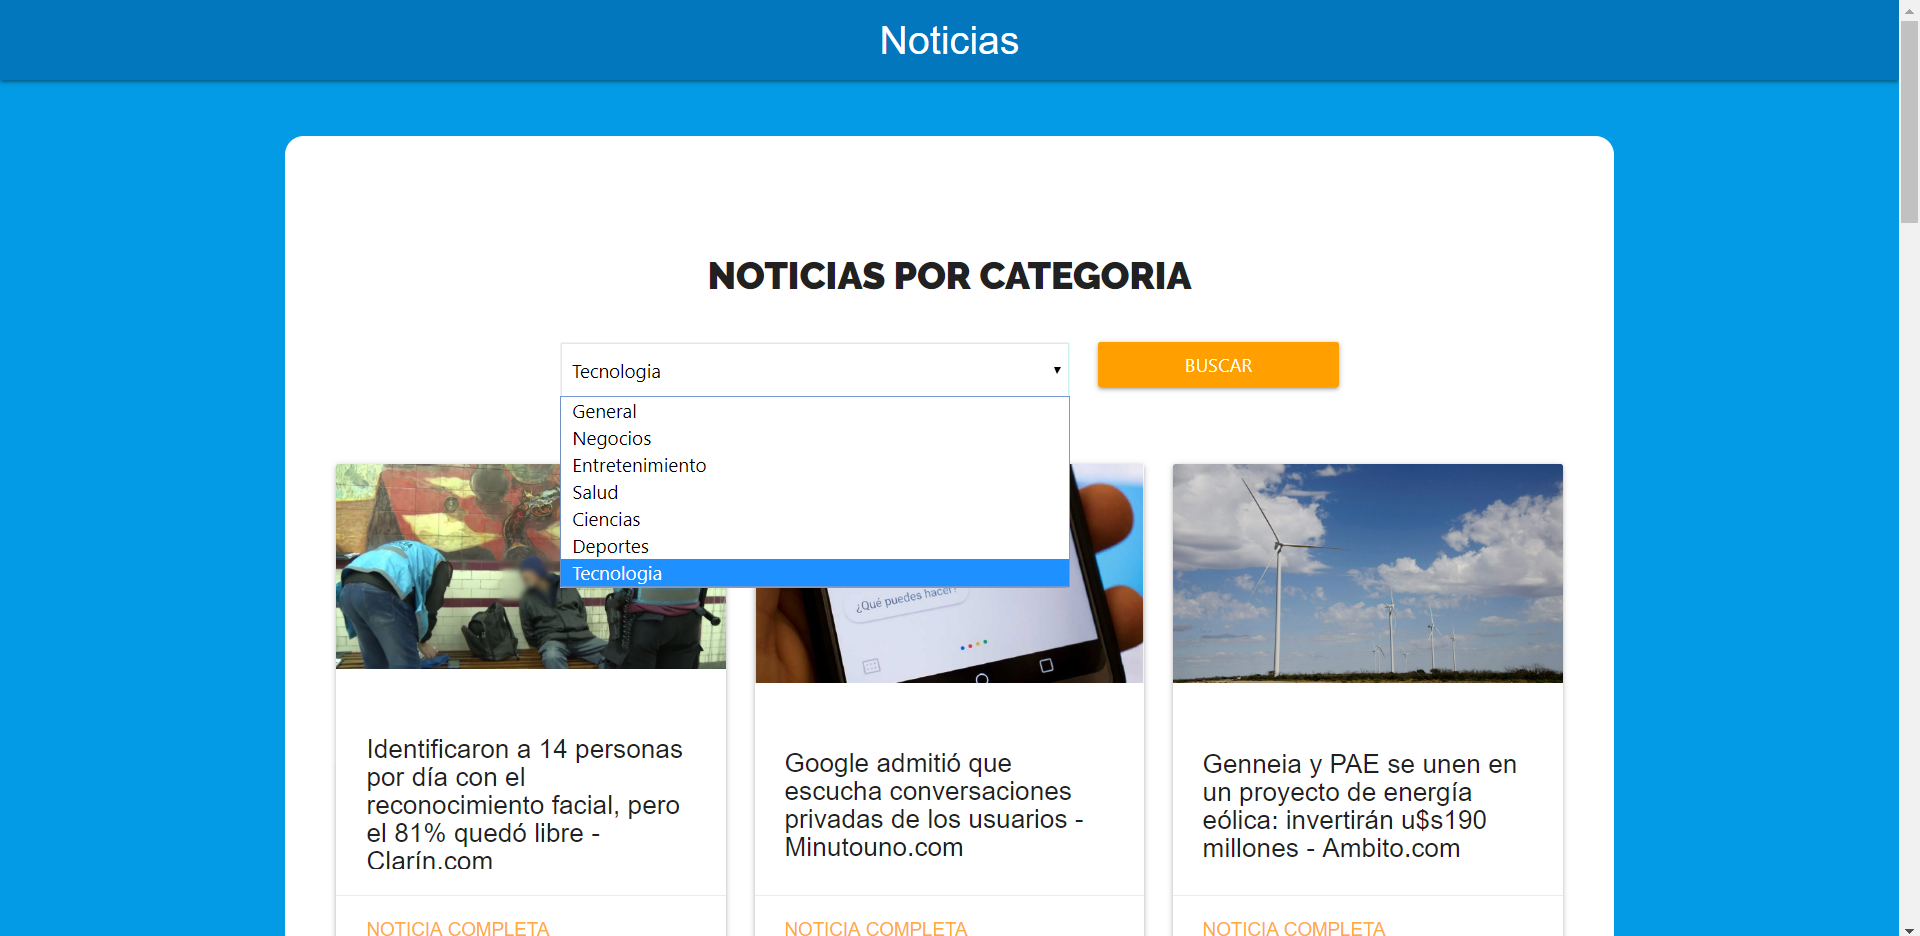 Noticias
NOTICIAS POR CATEGORIA
Tecnologia
BUSCAR
General
Negocios
Entretenimiento
Salud
Ciencias
Deportes
Tecnologia
¿Qué puedes hacer?
Identificaron a 14 personas
por día con el
reconocimiento facial, pero
el 81% quedó libre -
Clarín.com
NOTICIA COMPLETA
Google admitió que
escucha conversaciones
privadas de los usuarios -
Minutouno.com
NOTICIA COMPLETA
Genneia y PAE se unen en
un proyecto de energía
eólica: invertirán u$s190
millones - Ambito.com
NOTICIA COMPLETA